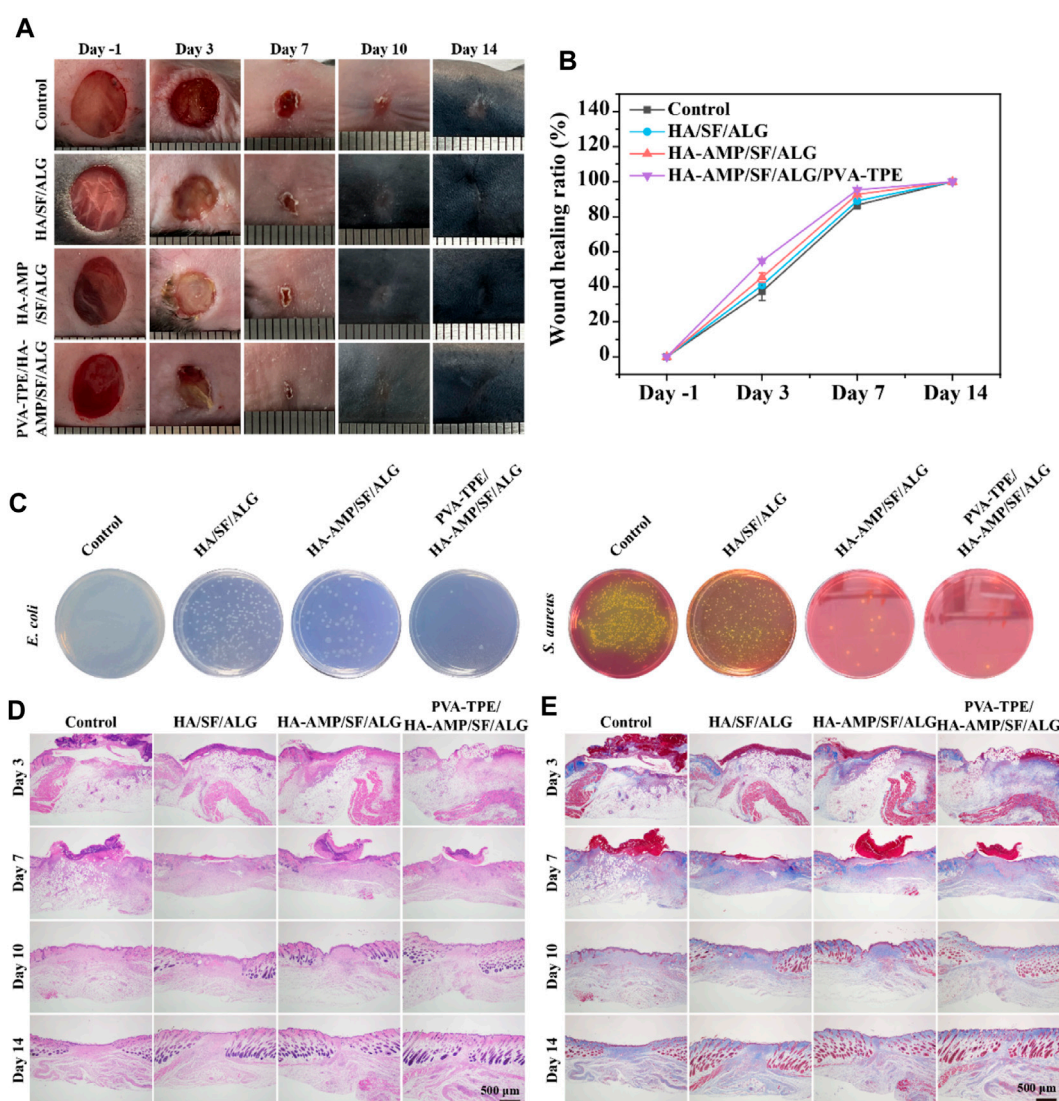 A
Day -1 Day 3 Day 7 Day 10 Day 14
Control
HA/SF/ALG
HA-AMP
/SF/ALG
PVA-TPE/HA-
AMP/SF/ALG
B
Wound healing ratio (%)
140
120
100
80
60
40
20
0
Control
HA/SF/ALG
HA-AMP/SF/ALG
HA-AMP/SF/ALG/PVA-TPE
Day -1 Day 3 Day 7 Day 14
C
Control
HA/SF/ALG
HA-AMP/SF/ALG
PVA-TPE/
HA-AMP/SF/ALG
E. coli
Control
HA/SF/ALG
HA-AMP/SF/ALG
PVA-TPE/
HA-AMP/SF/ALG
S. aureus
D
Control HA/SF/ALG HA-AMP/SF/ALG PVA-TPE/
HA-AMP/SF/ALG
Day 3
Day 7
Day 10
Day 14
500 μm
E
Control HA/SF/ALG HA-AMP/SF/ALG PVA-TPE/
HA-AMP/SF/ALG
Day 3
Day 7
Day 10
Day 14
500 μm